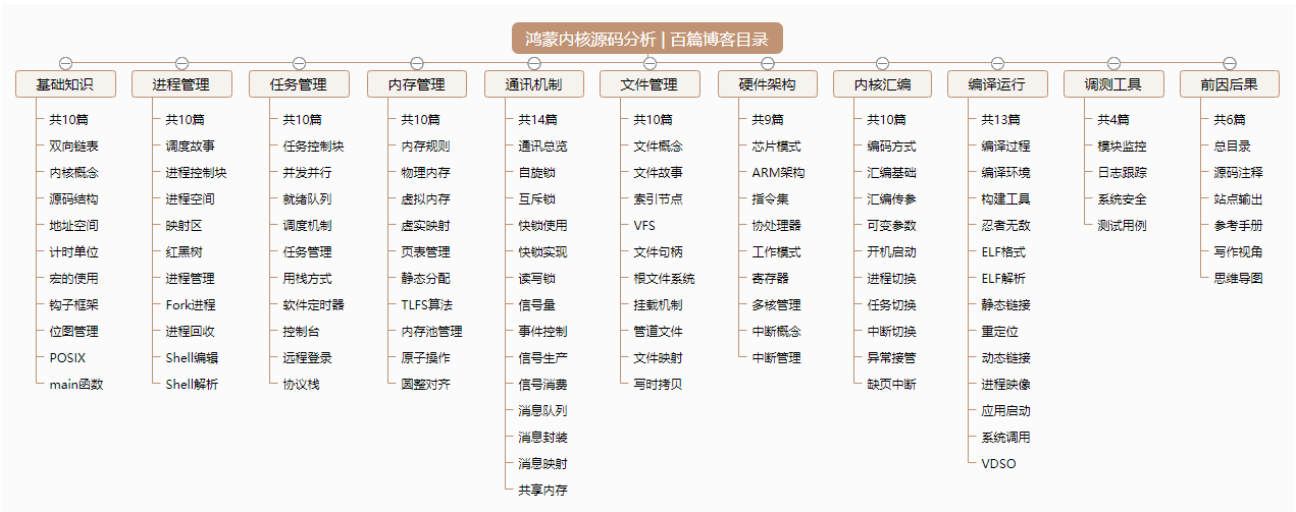 鸿蒙内核源码分析 | 百篇博客目录
基础知识
共10篇
双向链表
内核概念
源码结构
地址空间
计时单位
宏的使用
钩子框架
位图管理
POSIX
main函数
进程管理
共10篇
调度故事
进程控制块
进程空间
映射区
红黑树
进程管理
Fork进程
进程回收
Shell编辑
Shell解析
任务管理
共10篇
任务控制块
并发并行
就绪队列
调度机制
任务管理
用栈方式
软件定时器
控制台
远程登录
协议栈
内存管理
共10篇
内存规则
物理内存
虚拟内存
虚实映射
页表管理
静态分配
TLFS算法
内存池管理
原子操作
圆整对齐
通讯机制
共14篇
通讯总览
自旋锁
互斥锁
快锁使用
快锁实现
读写锁
信号量
事件控制
信号生产
信号消费
消息队列
消息封装
消息映射
共享内存
文件管理
共10篇
文件概念
文件故事
索引节点
VFS
文件句柄
根文件系统
挂载机制
管道文件
文件映射
写时拷贝
硬件架构
共9篇
芯片模式
ARM架构
指令集
协处理器
工作模式
寄存器
多核管理
中断概念
中断管理
内核汇编
共10篇
编码方式
汇编基础
汇编传参
可变参数
开机启动
进程切换
任务切换
中断切换
异常接管
缺页中断
编译运行
共13篇
编译过程
编译环境
构建工具
忍者无敌
ELF格式
ELF解析
静态链接
重定位
动态链接
进程映像
应用启动
系统调用
VDSO
调测工具
共4篇
模块监控
日志跟踪
系统安全
测试用例
前因后果
共6篇
总目录
源码注释
站点输出
参考手册
写作视角
思维导图